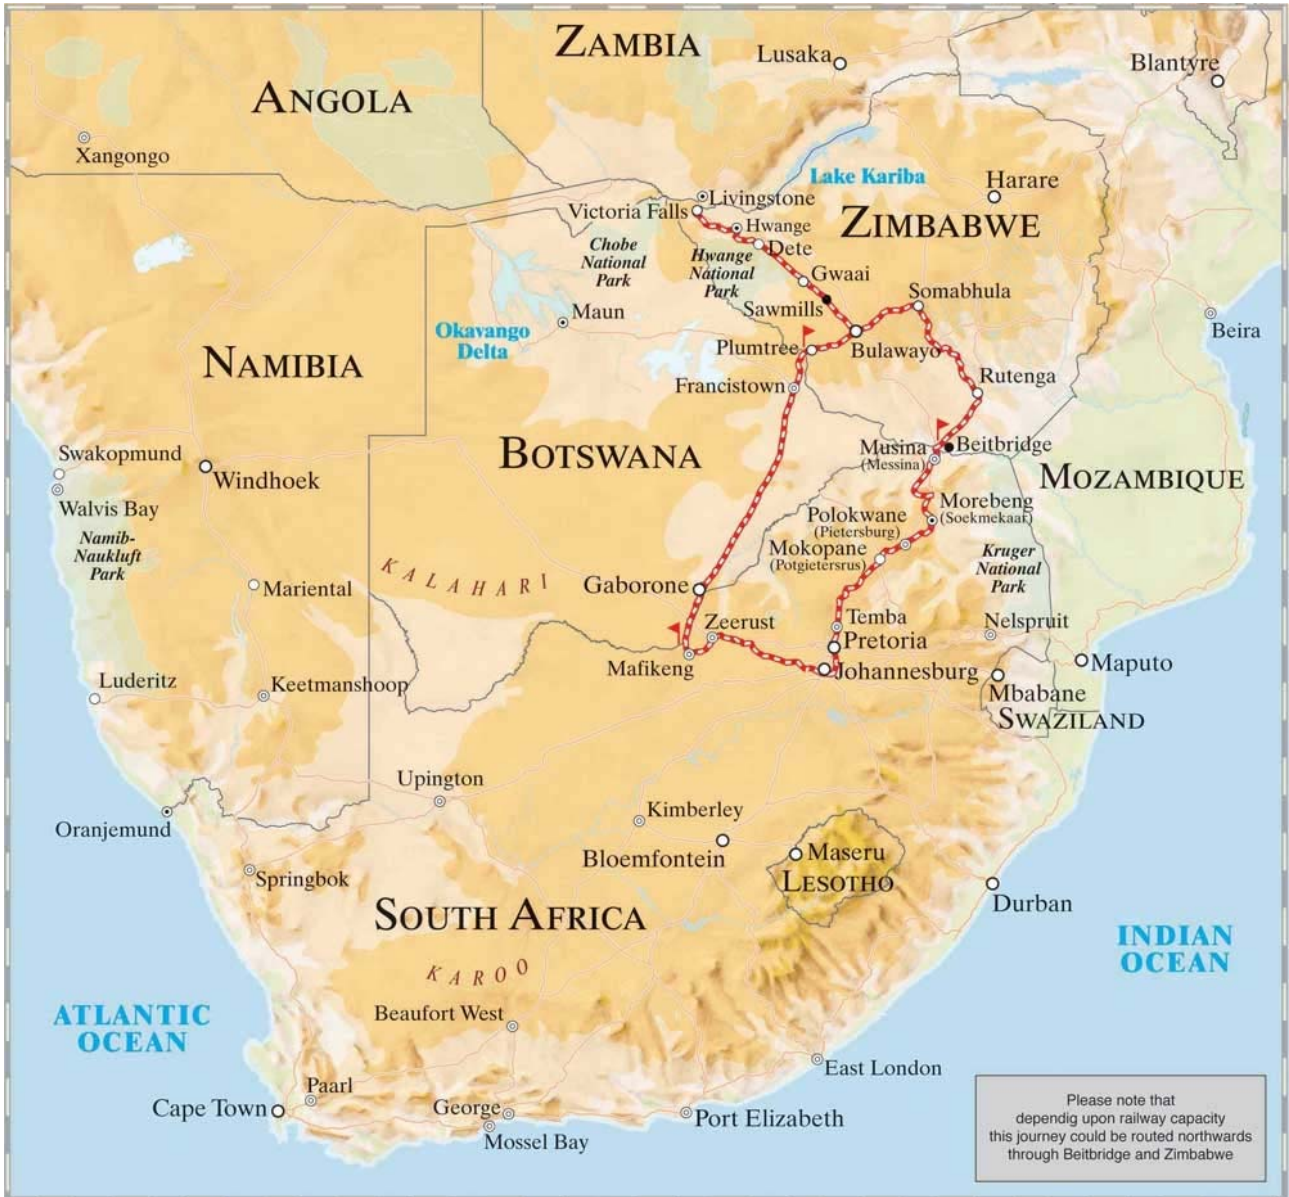 ZAMBIA
Lusaka
Blantyre
ANGOLA
Xangongo
Lake Kariba
Harare
Livingstone
Victoria Falls
ZIMBABWE
Hwange
Chobe
National
Park
Dete
Hwange
National
Park
Gwaai
Somabhula
Sawmills
Maun
Beira
Okavango
Delta
Plumtree
Bulawayo
NAMIBIA
Francistown
Rutenga
BOTSWANA
Musina
(Messina)
Beitbridge
Swakopmund
Windhoek
MOZAMBIQUE
Walvis Bay
Morebeng
(Soekmekaar)
Polokwane
(Pietersburg)
Namib-
Naukluft
Park
Mokopane
(Potgietersrus)
Kruger
National
Park
KALAHARI
Mariental
Gaborone
Zeerust
Temba
Nelspruit
Pretoria
Mafikeng
Johannesburg
Maputo
Luderitz
Keetmanshoop
Mbabane
SWAZILAND
Upington
Kimberley
Oranjemund
Bloemfontein
Maseru
LESOTHO
Springbok
Durban
SOUTH AFRICA
INDIAN
OCEAN
KAROO
ATLANTIC
OCEAN
Beaufort West
East London
Paarl
Cape Town
George
Port Elizabeth
Mossel Bay
Please note that
dependig upon railway capacity
this journey could be routed northwards
through Beitbridge and Zimbabwe